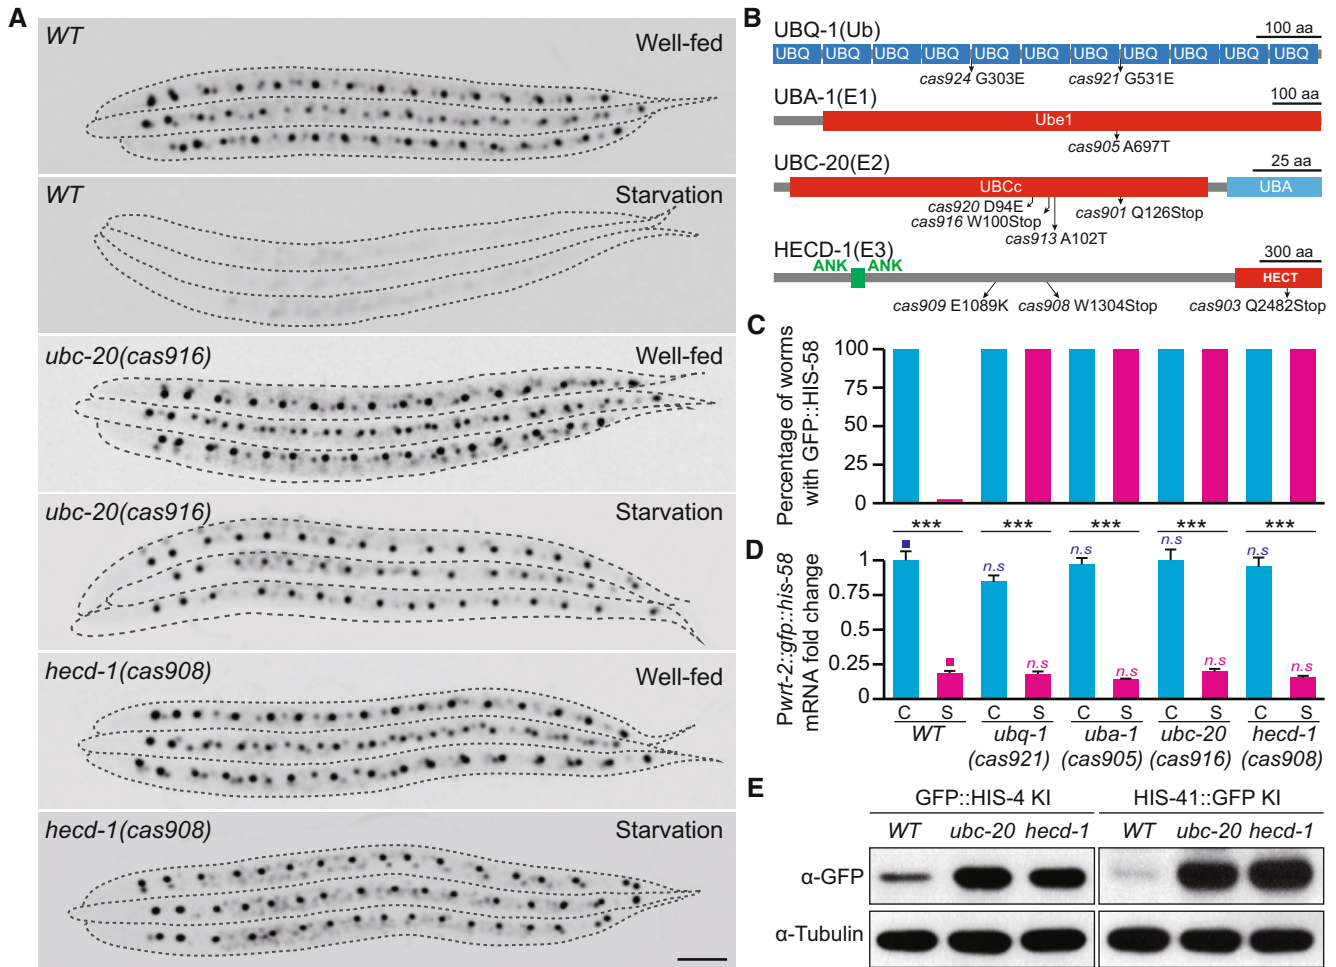 A
WT
Well-fed
WT
Starvation
ubc-20(cas916)
Well-fed
ubc-20(cas916)
Starvation
hecd-1(cas908)
Well-fed
hecd-1(cas908)
Starvation
B
UBQ-1(Ub)
100 aa
UBQ UBQ UBQ UBQ UBQ UBQ UBQ UBQ UBQ UBQ UBQ
cas924 G303E
cas921 G531E
UBA-1(E1)
100 aa
Ube1
cas905 A697T
UBC-20(E2)
25 aa
UBCc
UBA
cas920 D94E
cas916 W100Stop
cas901 Q126Stop
cas913 A102T
HECD-1(E3)
300 aa
ANK ANK
HECT
cas909 E1089K
cas908 W1304Stop
cas903 Q2482Stop
C
Percentage of worms
with GFP::HIS-58
100
75
50
25
0
*** *** *** *** ***
D
Pwrt-2::gfp::his-58
mRNA fold change
1
0.75
0.5
0.25
0
n.s n.s n.s n.s
n.s n.s n.s n.s
C S C S C S C S C S
WT
ubq-1
(cas921)
uba-1
(cas905)
ubc-20
(cas916)
hecd-1
(cas908)
E
GFP::HIS-4 KI
HIS-41::GFP KI
WT ubc-20 hecd-1
WT ubc-20 hecd-1
α-GFP
α-Tubulin